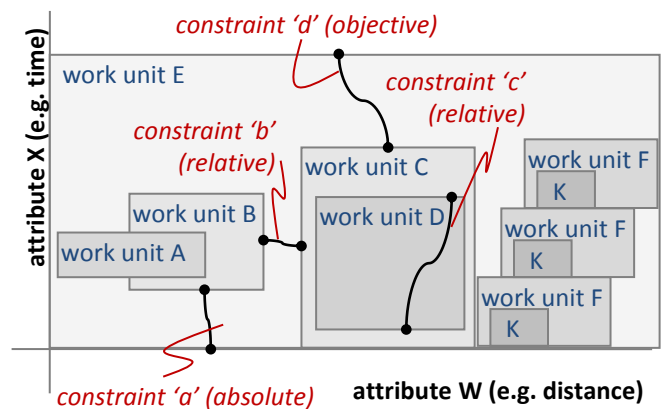 constraint ‘d’ (objective)
work unit E
constraint ‘c’
(relative)
constraint ‘b’
(relative)
work unit C
work unit F
K
work unit B
work unit D
work unit F
work unit A
K
work unit F
K
attribute X (e.g. time)
constraint ‘a’ (absolute)
attribute W (e.g. distance)